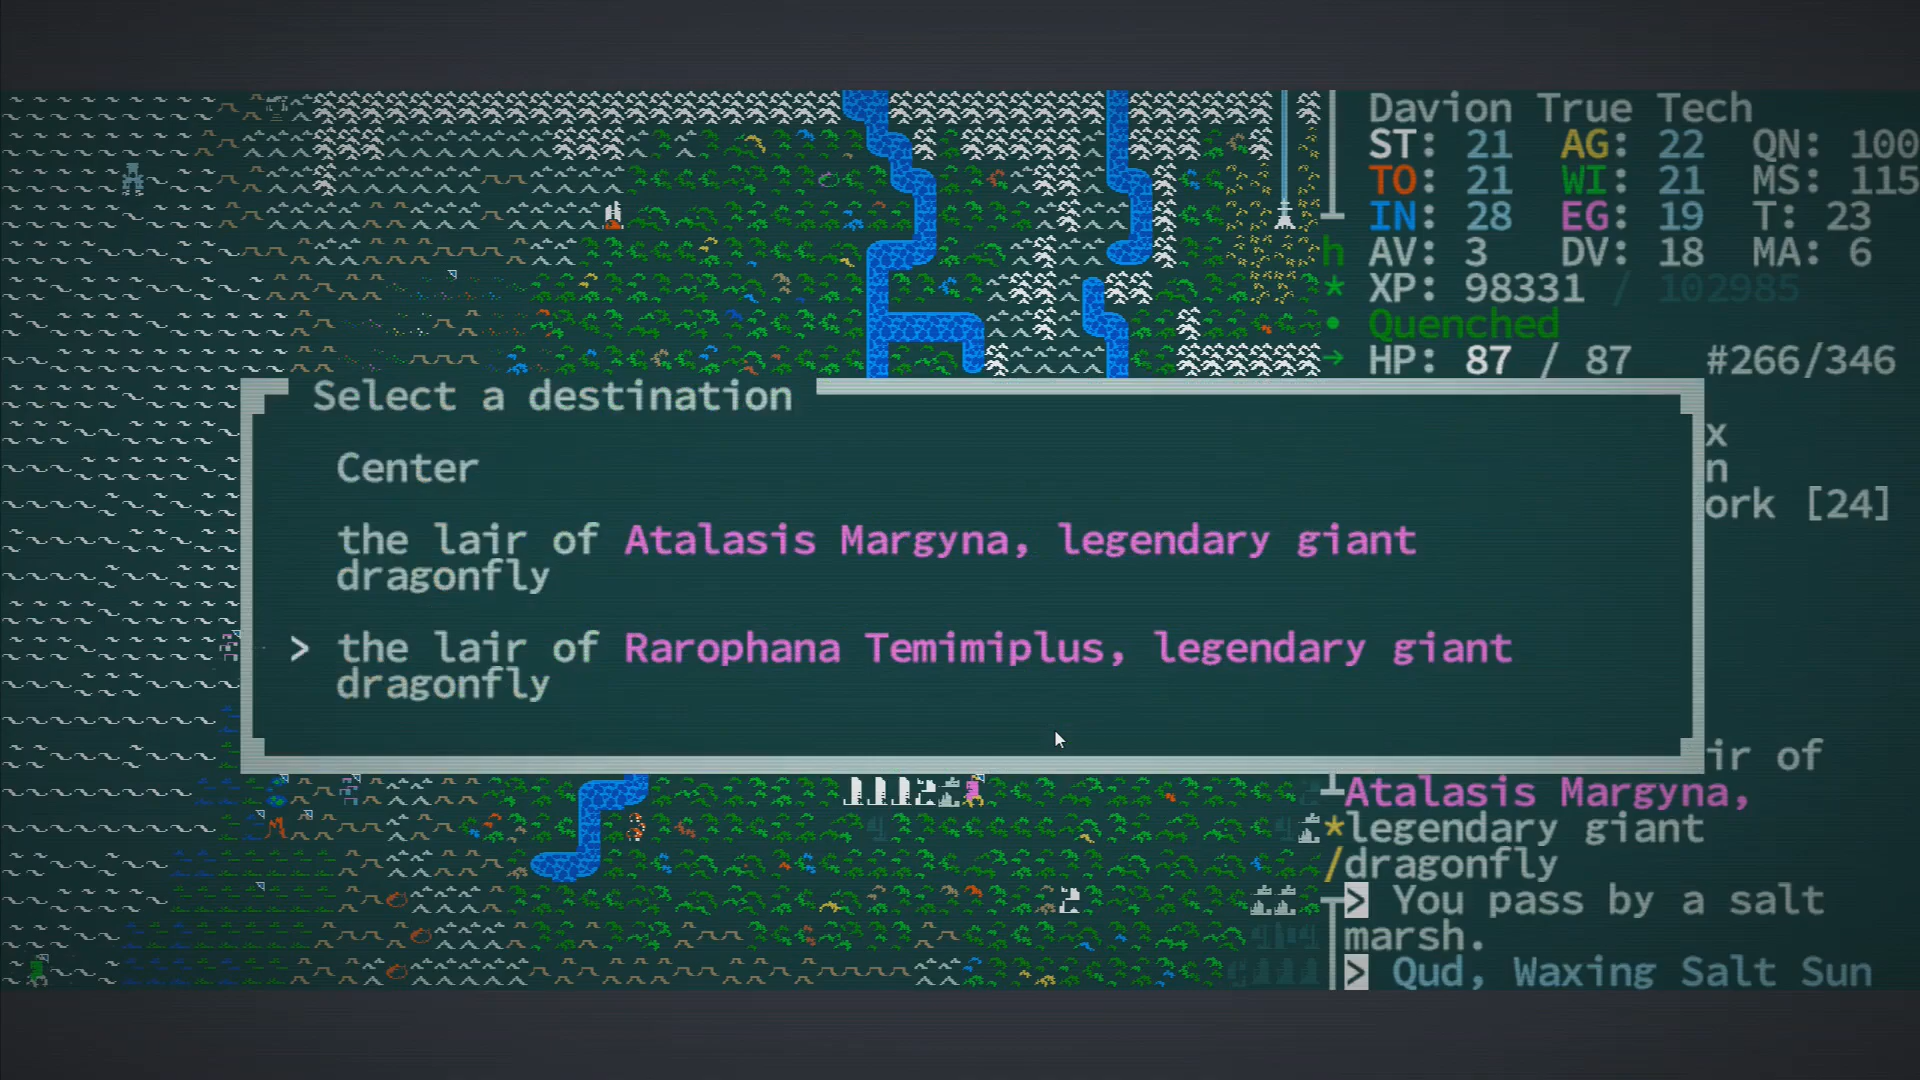 Davion True Tech
ST: 21 AG: 22 QN: 100
TO: 21 WI: 21 MS: 115
IN: 28 EG: 19 T: 23
h AV: 3 DV: 18 MA: 6
* XP: 98331 / 102985
Quenched
HP: 87 / 87 #266/346
Select a destination
x
Center
n
ork [24]
the lair of Atalasis Margyna, legendary giant
dragonfly
> the lair of Rarophana Temimiplus, legendary giant
dragonfly
ir of
Atalasis Margyna,
*legendary giant
/dragonfly
> You pass by a salt
marsh.
> Qud, Waxing Salt Sun